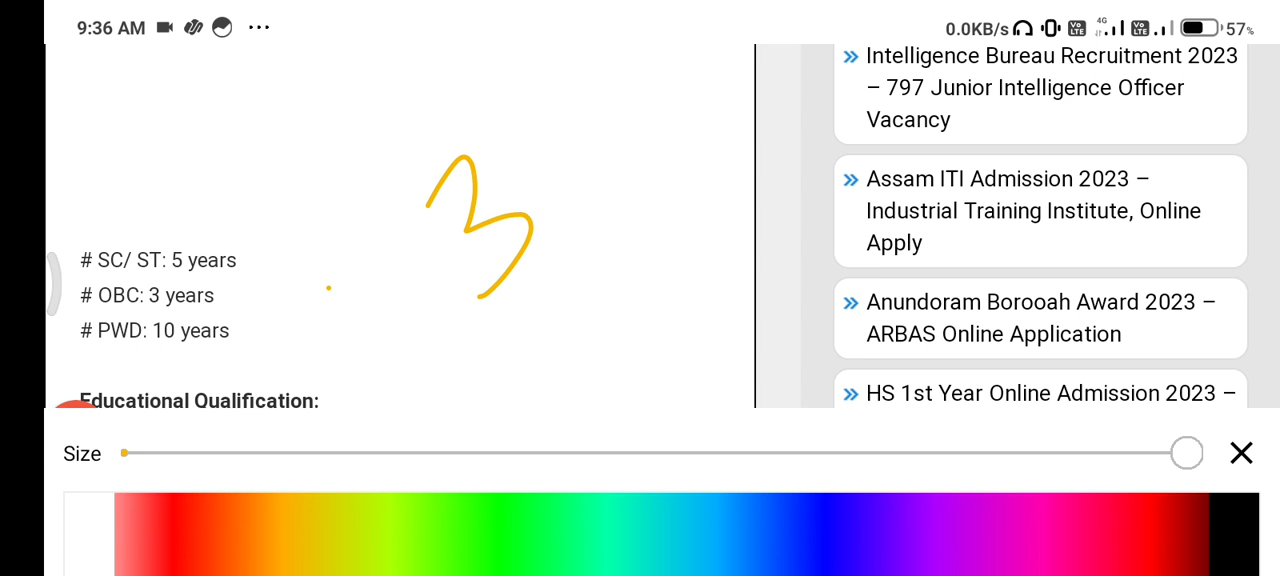 9:36 AM
0.0KB/s
4G
57%
3
# SC/ ST: 5 years
# OBC: 3 years
# PWD: 10 years
Educational Qualification:
Intelligence Bureau Recruitment 2023
– 797 Junior Intelligence Officer
Vacancy
Assam ITI Admission 2023 –
Industrial Training Institute, Online
Apply
Anundoram Borooah Award 2023 –
ARBAS Online Application
HS 1st Year Online Admission 2023 –
Size